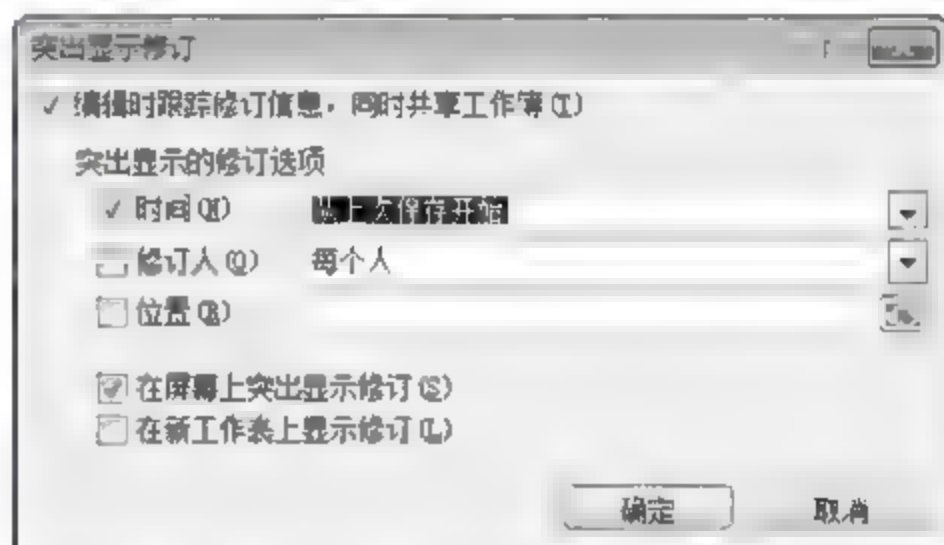 突出显示修订
编辑时跟踪修订信息，同时共享工作簿(T)
突出显示的修订选项
时间(N) 从上次保存开始
修订人(O) 每个人
位置(R)
在屏幕上突出显示修订(S)
在新工作表上显示修订(L)
确定 取消